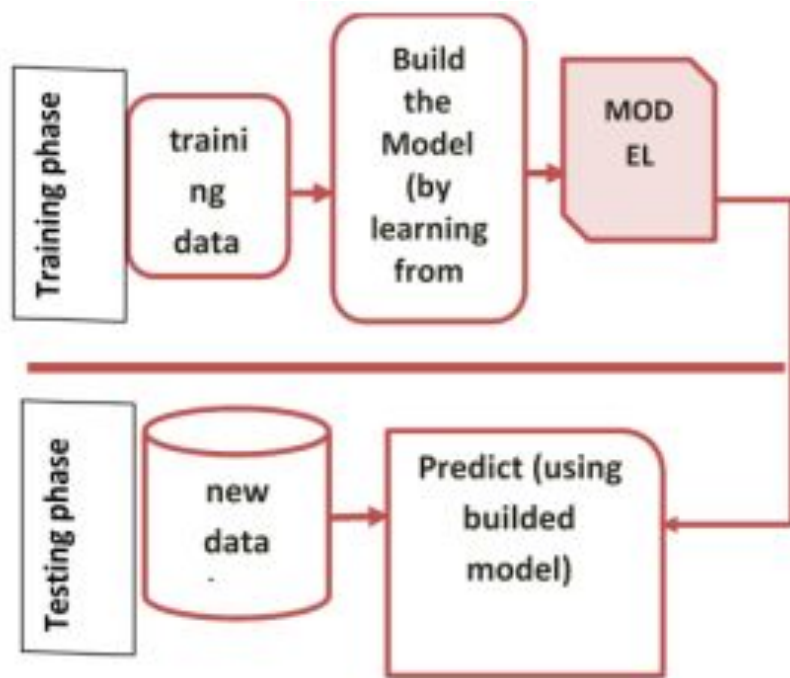 Training phase
traini
ng
data
Build
the
Model
(by
learning
from
MOD
EL
Testing phase
new
data
.
Predict (using
builded
model)